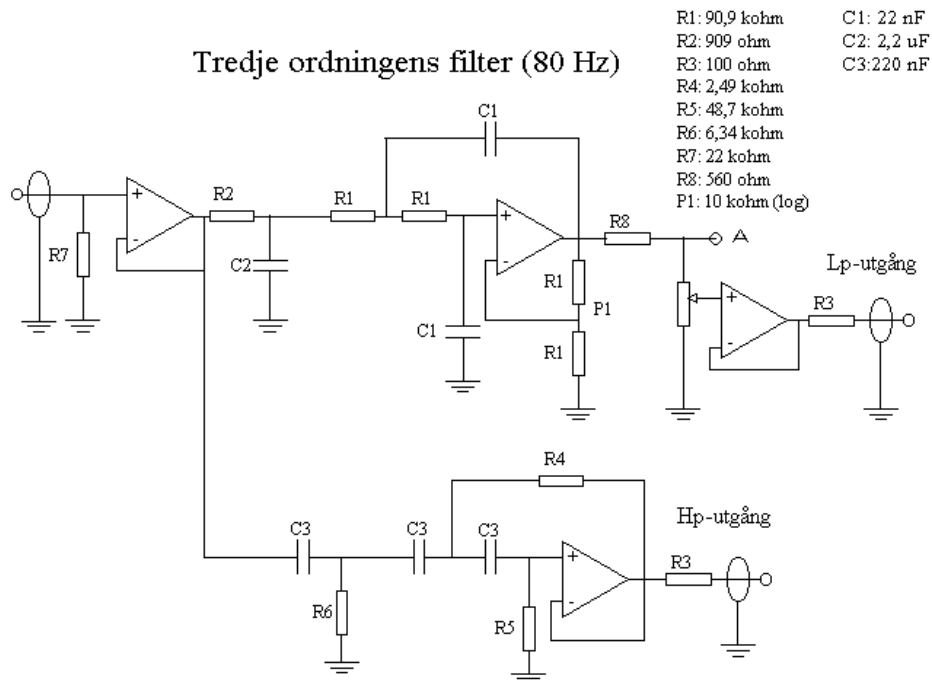 R1: 90,9 kohm
R2: 909 ohm
R3: 100 ohm
R4: 2,49 kohm
R5: 48,7 kohm
R6: 6,34 kohm
R7: 22 kohm
R8: 560 ohm
P1: 10 kohm (log)
C1: 22 nF
C2: 2,2 uF
C3:220 nF
Tredje ordningens filter (80 Hz)
C1
R2
R1
R1
+
-
+
-
R8
A
R7
C2
Lp-utgång
R1
P1
+
-
R3
C1
R1
R4
Hp-utgång
C3
C3
C3
+
-
R3
R6
R5